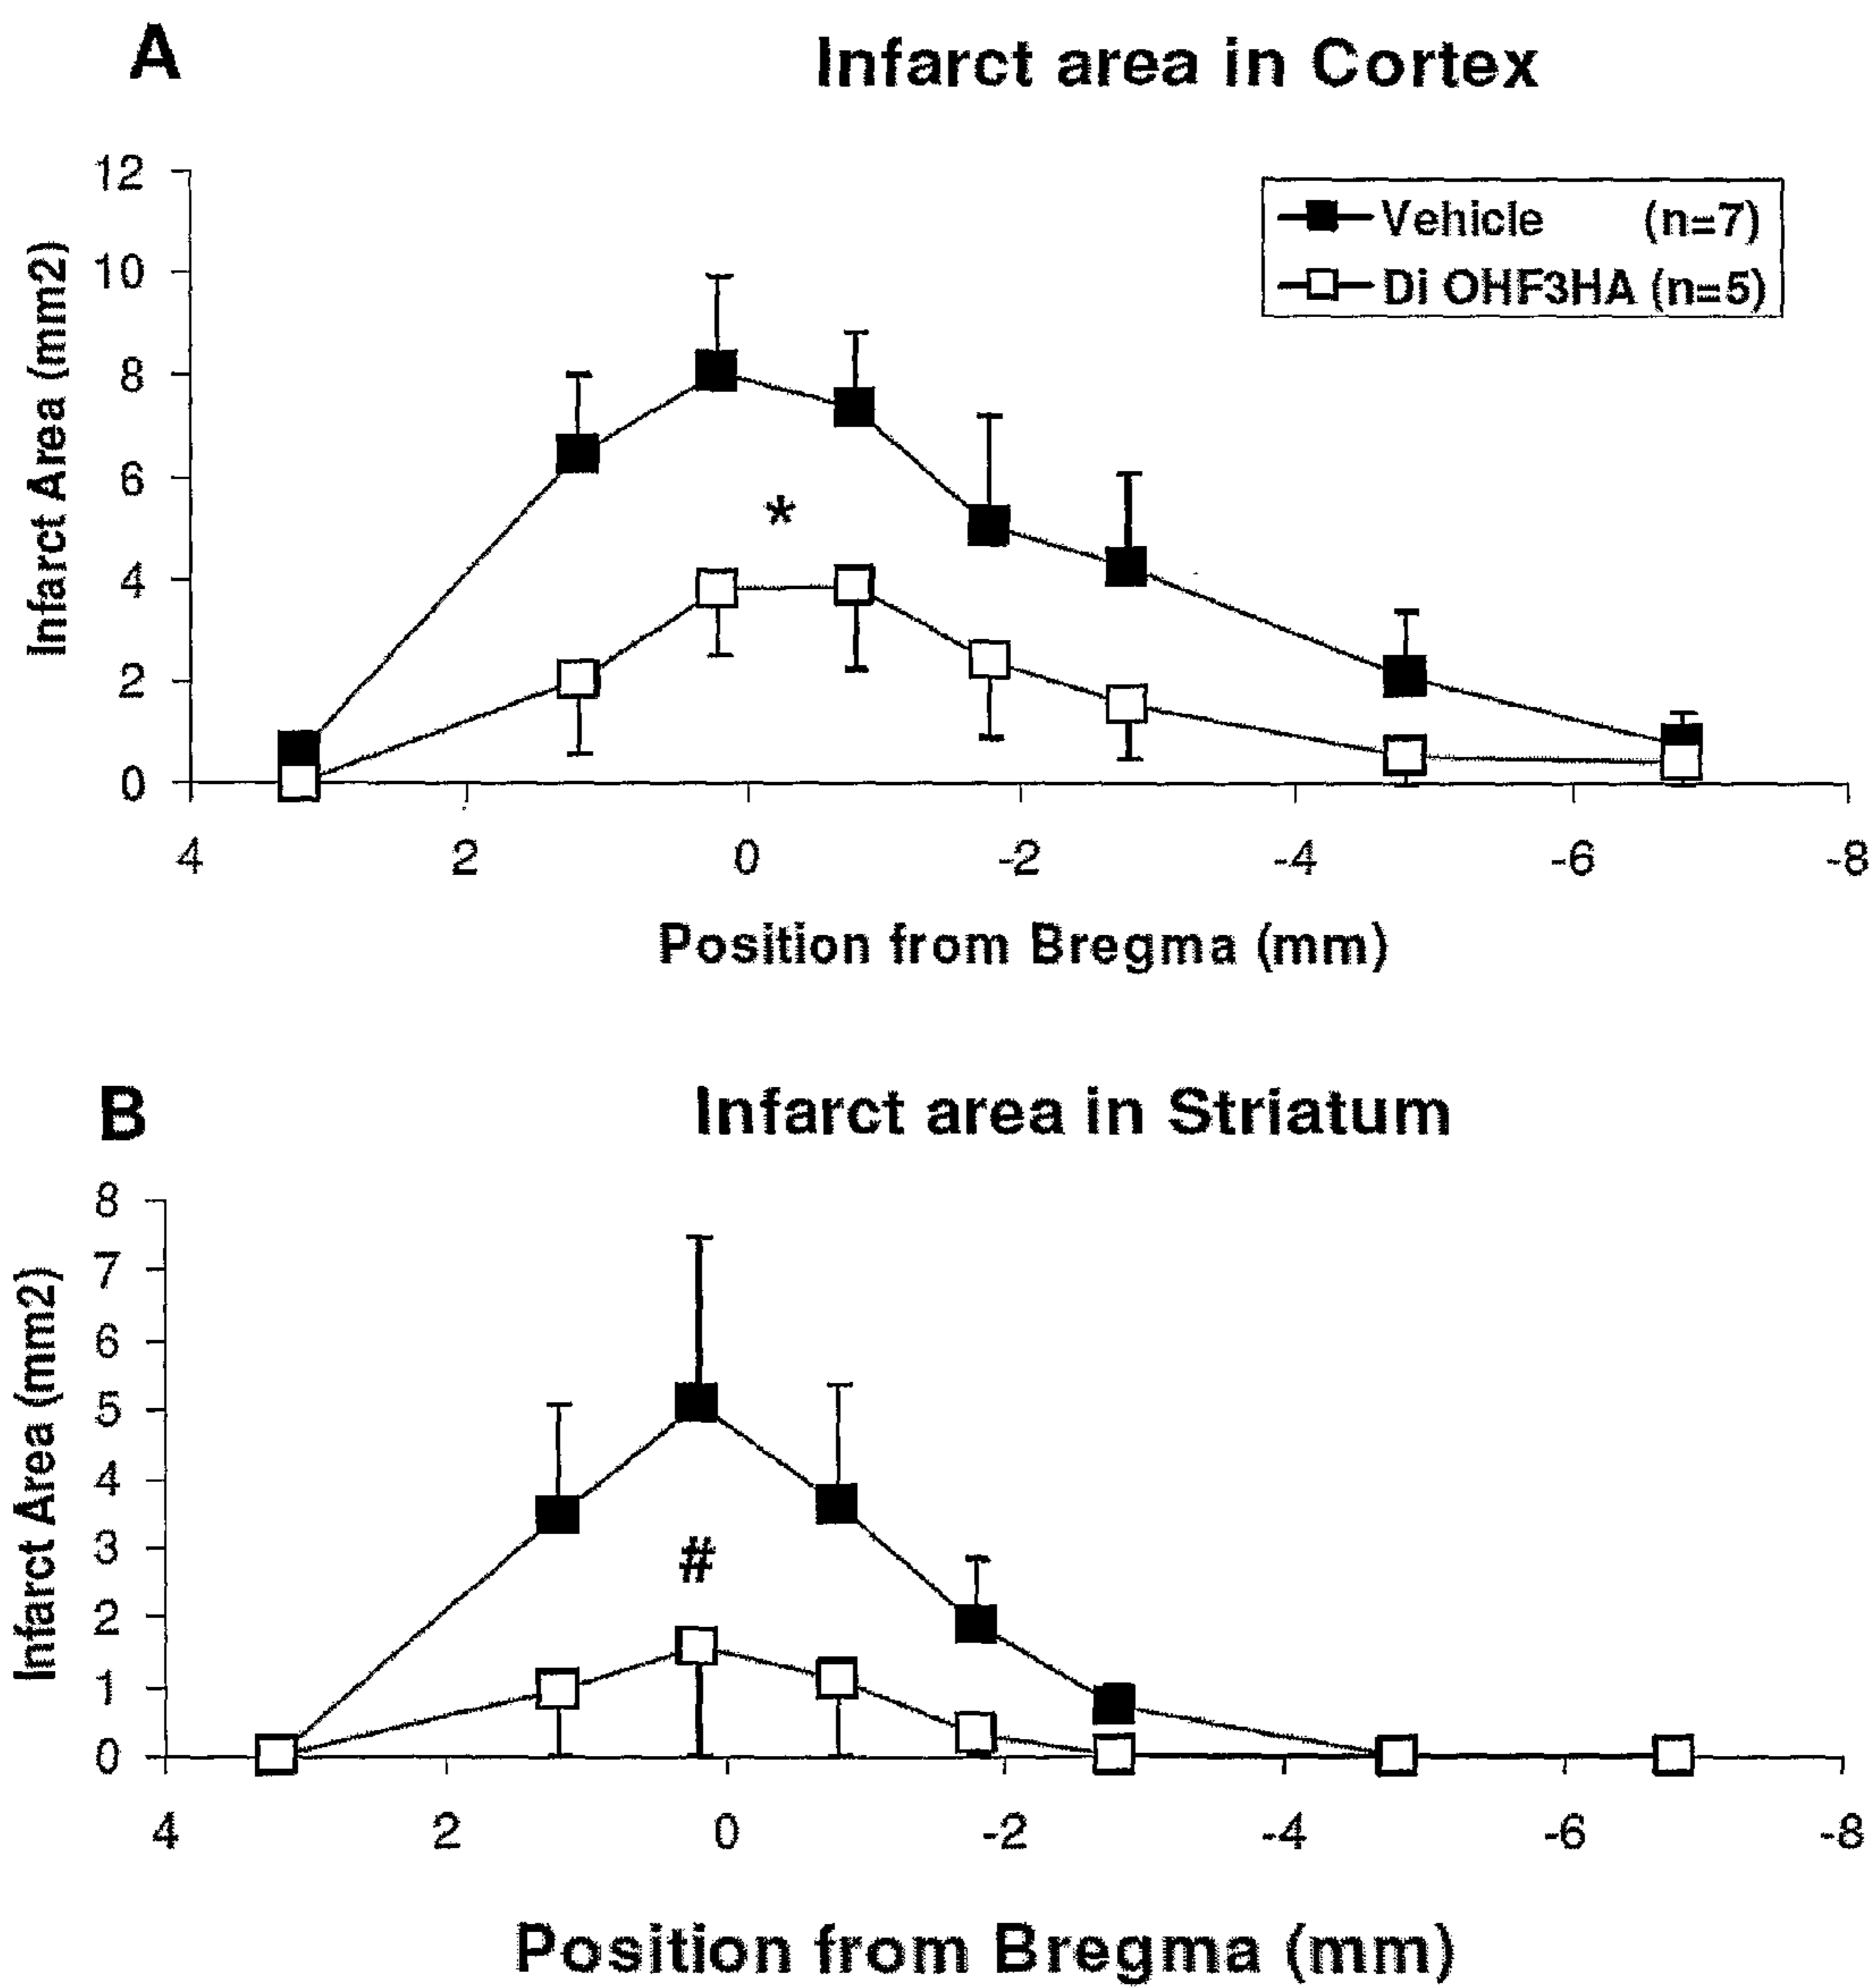 A
Infarct area in Cortex
12
10
8
6
4
2
0
Infarct Area (mm2)
Vehicle (n=7)
Di OHF3HA (n=5)
*
4 2 0 -2 -4 -6 -8
Position from Bregma (mm)
B
Infarct area in Striatum
8
7
6
5
4
3
2
1
0
Infarct Area (mm2)
#
4 2 0 -2 -4 -6 -8
Position from Bregma (mm)